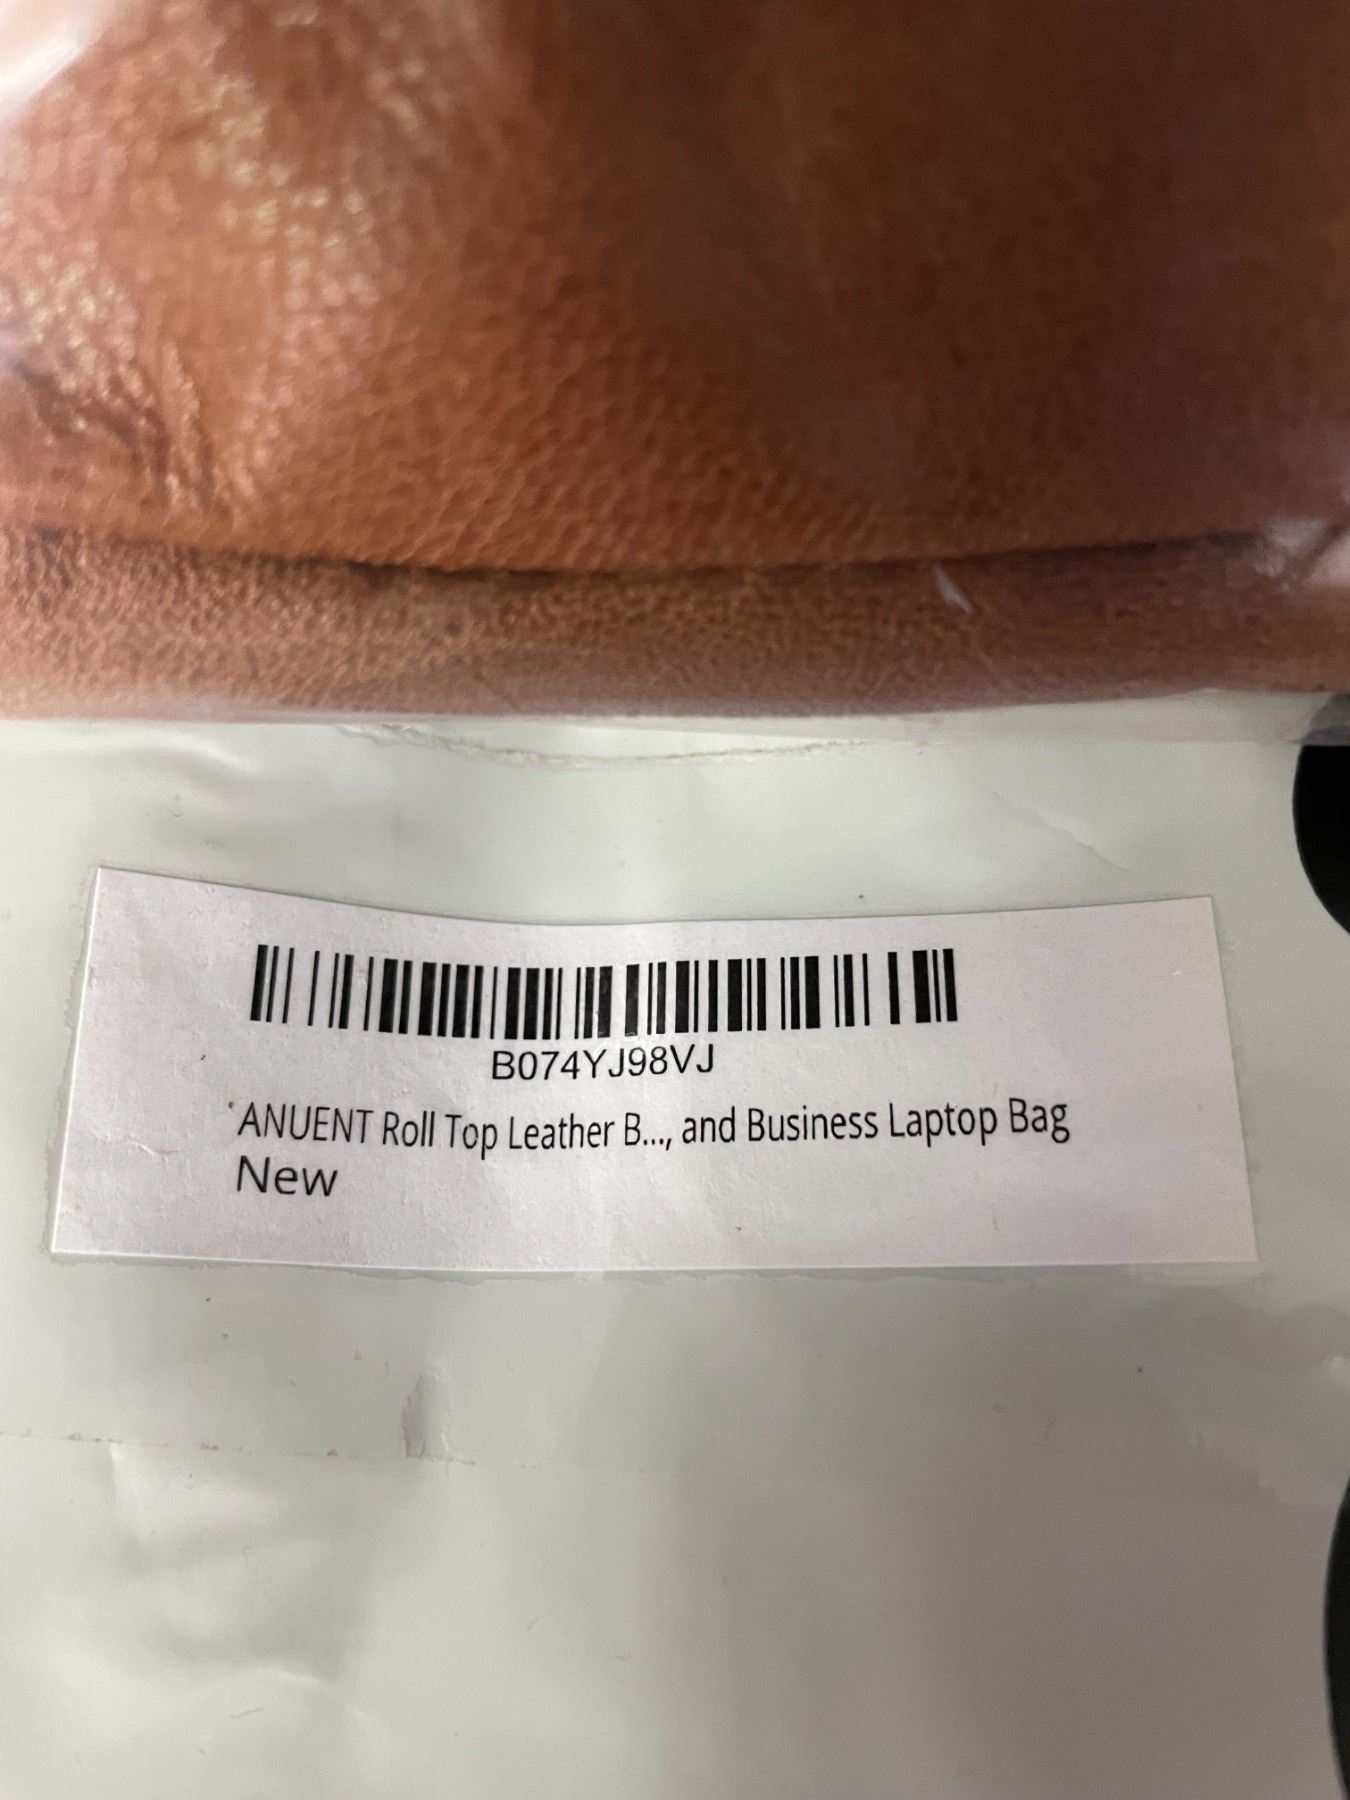 B074YJ98VJ
ANUENT Roll Top Leather B..., and Business Laptop Bag
New